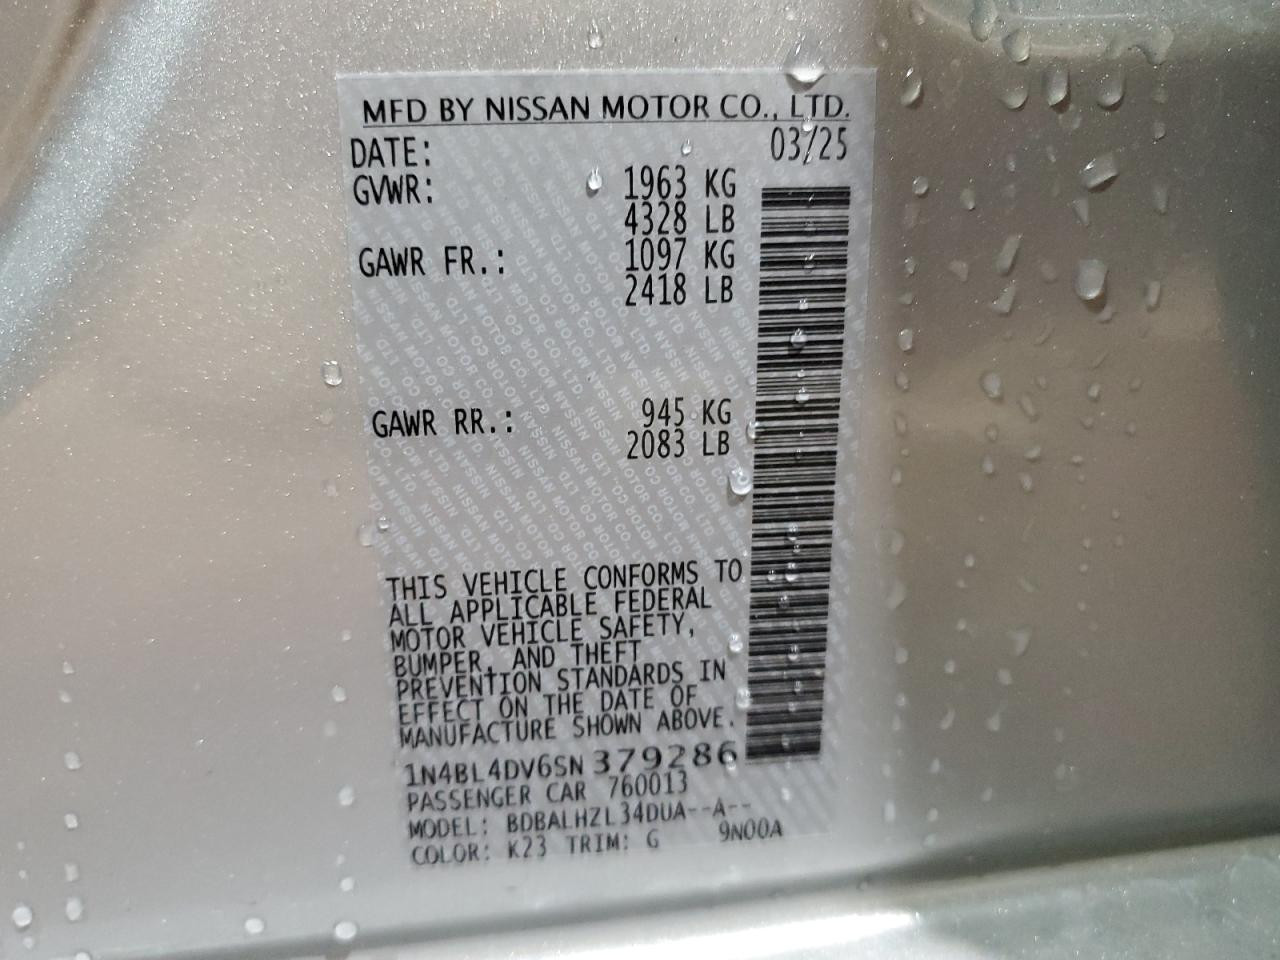 MFD BY NISSAN MOTOR CO., LTD.
DATE: 03/25
GVWR: 1963 KG
4328 LB
GAWR FR.: 1097 KG
2418 LB
GAWR RR.: 945 KG
2083 LB
THIS VEHICLE CONFORMS TO
ALL APPLICABLE FEDERAL
MOTOR VEHICLE SAFETY,
BUMPER, AND THEFT
PREVENTION STANDARDS IN
EFFECT ON THE DATE OF
MANUFACTURE SHOWN ABOVE.
1N4BL4DV6SN379286
PASSENGER CAR 760013
MODEL: BDBALHZL34DUA--A--
COLOR: K23 TRIM: G 9N00A